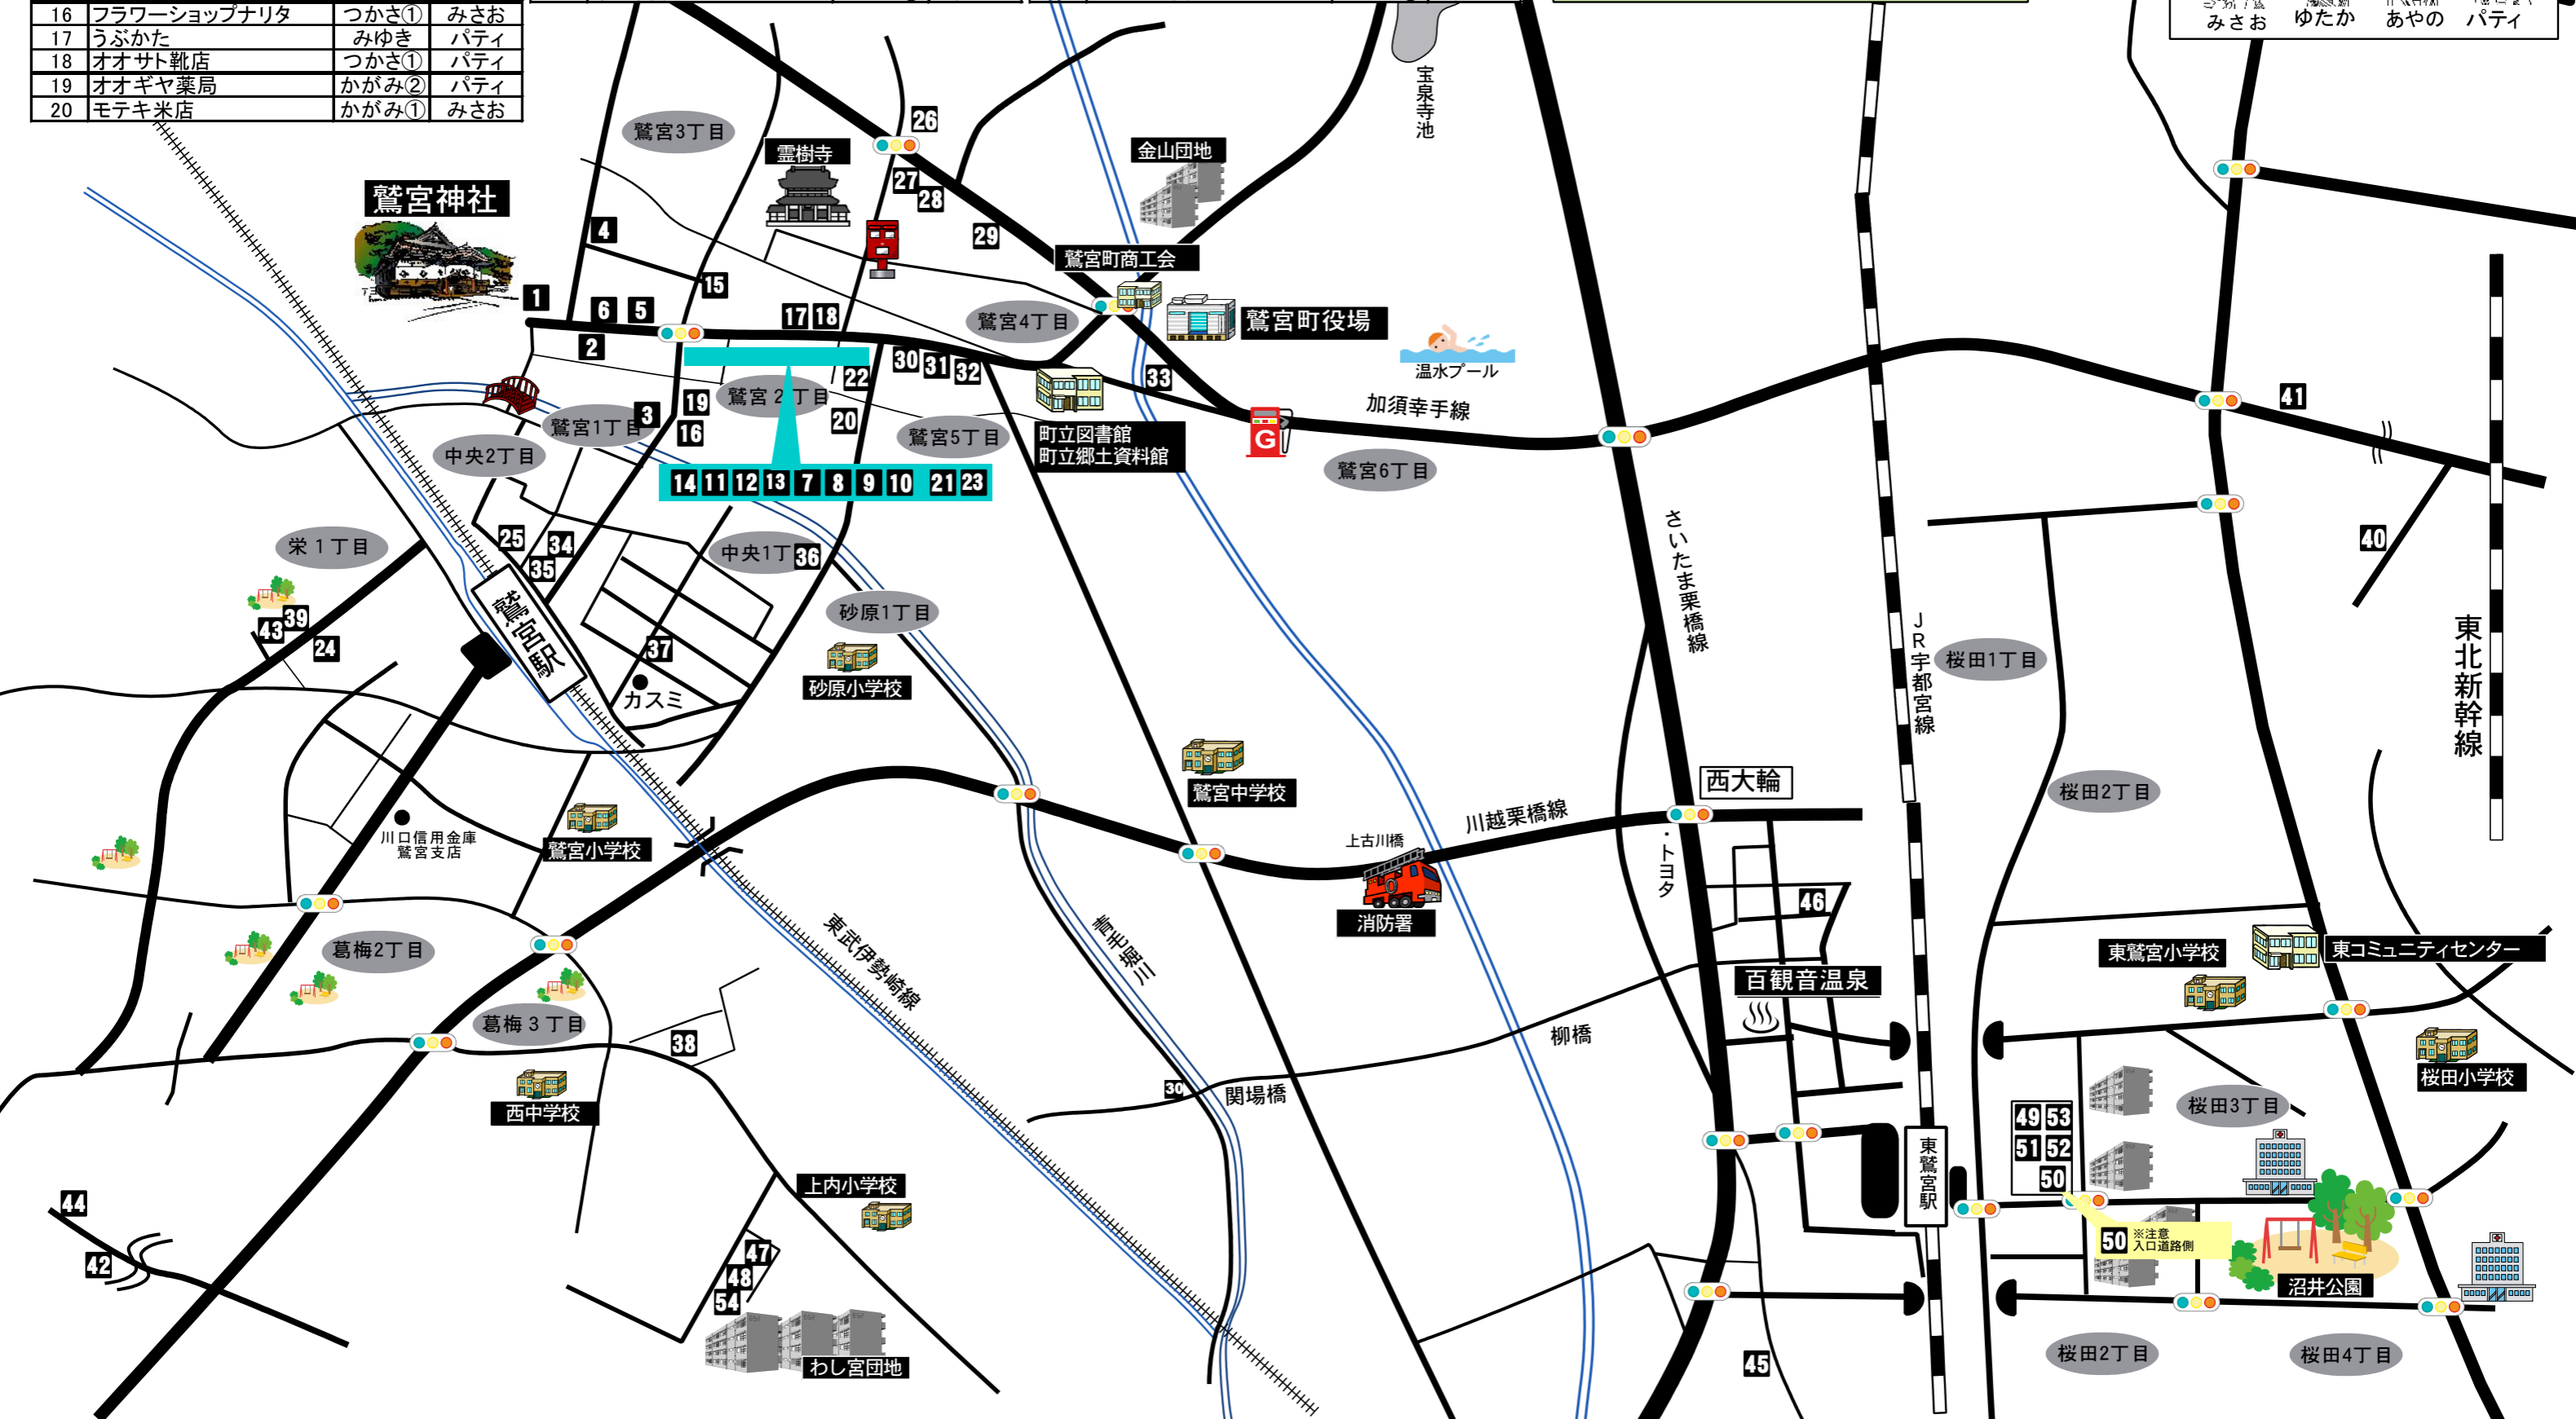 16 フラワーショップナリタ つかさ① みさお
17 うぶかた みゆき パティ
18 オオサト靴店 つかさ① パティ
19 オオギヤ薬局 かがみ② パティ
20 モテキ米店 かがみ① みさお
みさお ゆたか あやの パティ
宝泉寺池
鷲宮3丁目
26
霊樹寺
金山団地
27
28
鷲宮神社
4
29
鷲宮町商工会
15
1
6
5
17
18
鷲宮4丁目
鷲宮町役場
2
30
31
32
33
温水プール
22
鷲宮2丁目
加須幸手線
41
19
3
鷲宮1丁目
16
20
鷲宮5丁目
町立図書館
町立郷土資料館
中央2丁目
鷲宮6丁目
14 11 12 13 7 8 9 10 21 23
さいたま栗橋線
25
34
35
栄1丁目
中央1丁
36
40
鷲宮駅
砂原1丁目
43
39
24
37
カスミ
砂原小学校
JR宇都宮線
桜田1丁目
東北新幹線
鷲宮中学校
西大輪
桜田2丁目
川口信用金庫
鷲宮支店
鷲宮小学校
川越栗橋線
上古川橋
・トヨタ
消防署
46
葛梅2丁目
東武伊勢崎線
青毛堀川
東鷲宮小学校
東コミュニティセンター
百観音温泉
葛梅3丁目
38
柳橋
西中学校
30
関場橋
桜田小学校
桜田3丁目
49 53
51 52
50
東鷲宮駅
上内小学校
44
42
47
48
54
50
※注意
入口道路側
沼井公園
わし宮団地
45
桜田2丁目
桜田4丁目
G